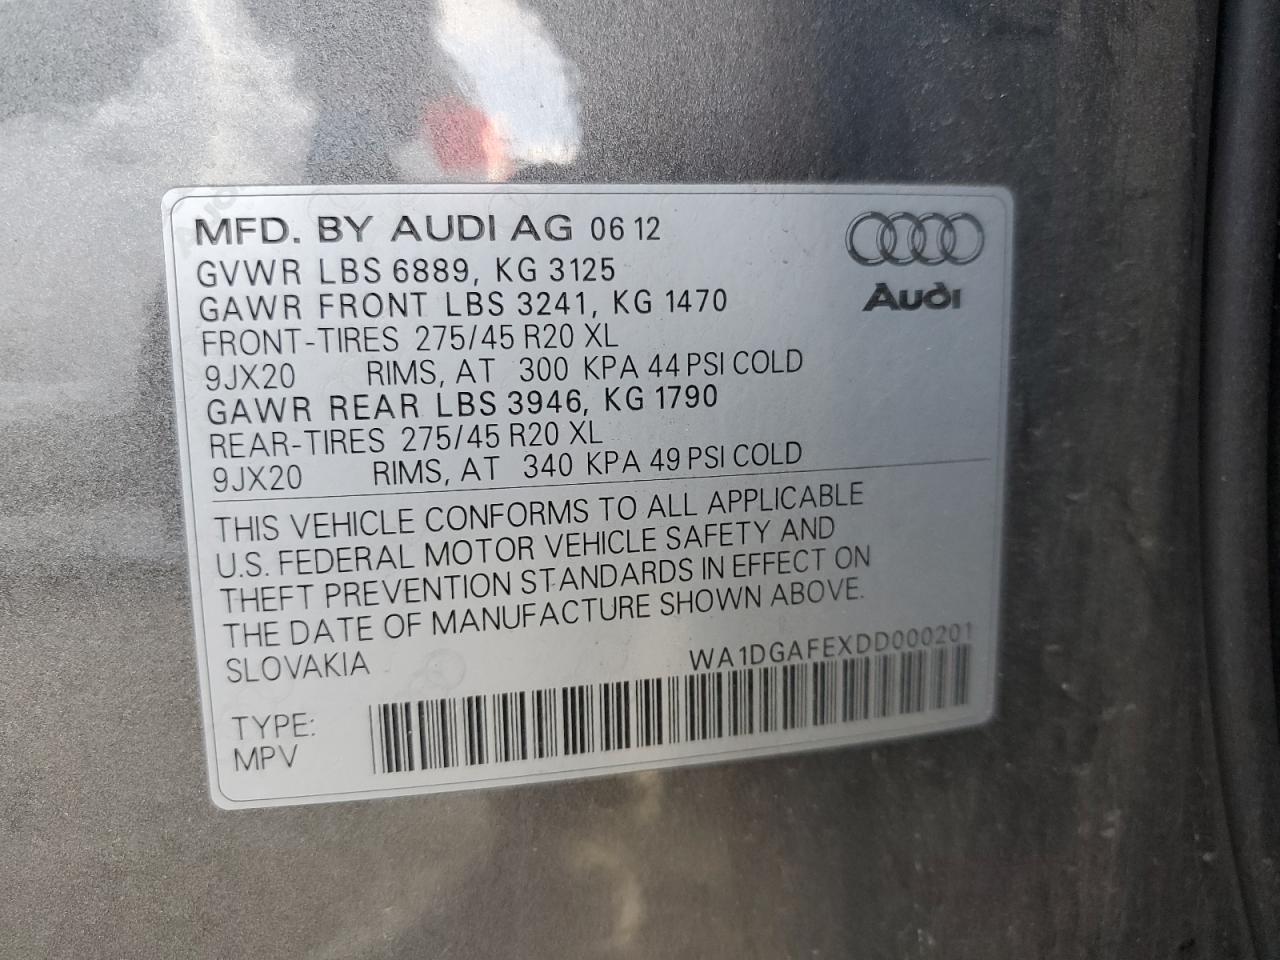 MFD. BY AUDI AG 06 12
GVWR LBS 6889, KG 3125
GAWR FRONT LBS 3241, KG 1470
FRONT-TIRES 275/45 R20 XL
9JX20 RIMS, AT 300 KPA 44 PSI COLD
GAWR REAR LBS 3946, KG 1790
REAR-TIRES 275/45 R20 XL
9JX20 RIMS, AT 340 KPA 49 PSI COLD
Audi
THIS VEHICLE CONFORMS TO ALL APPLICABLE
U.S. FEDERAL MOTOR VEHICLE SAFETY AND
THEFT PREVENTION STANDARDS IN EFFECT ON
THE DATE OF MANUFACTURE SHOWN ABOVE.
SLOVAKIA
WA1DGAFEXDD000201
TYPE:
MPV